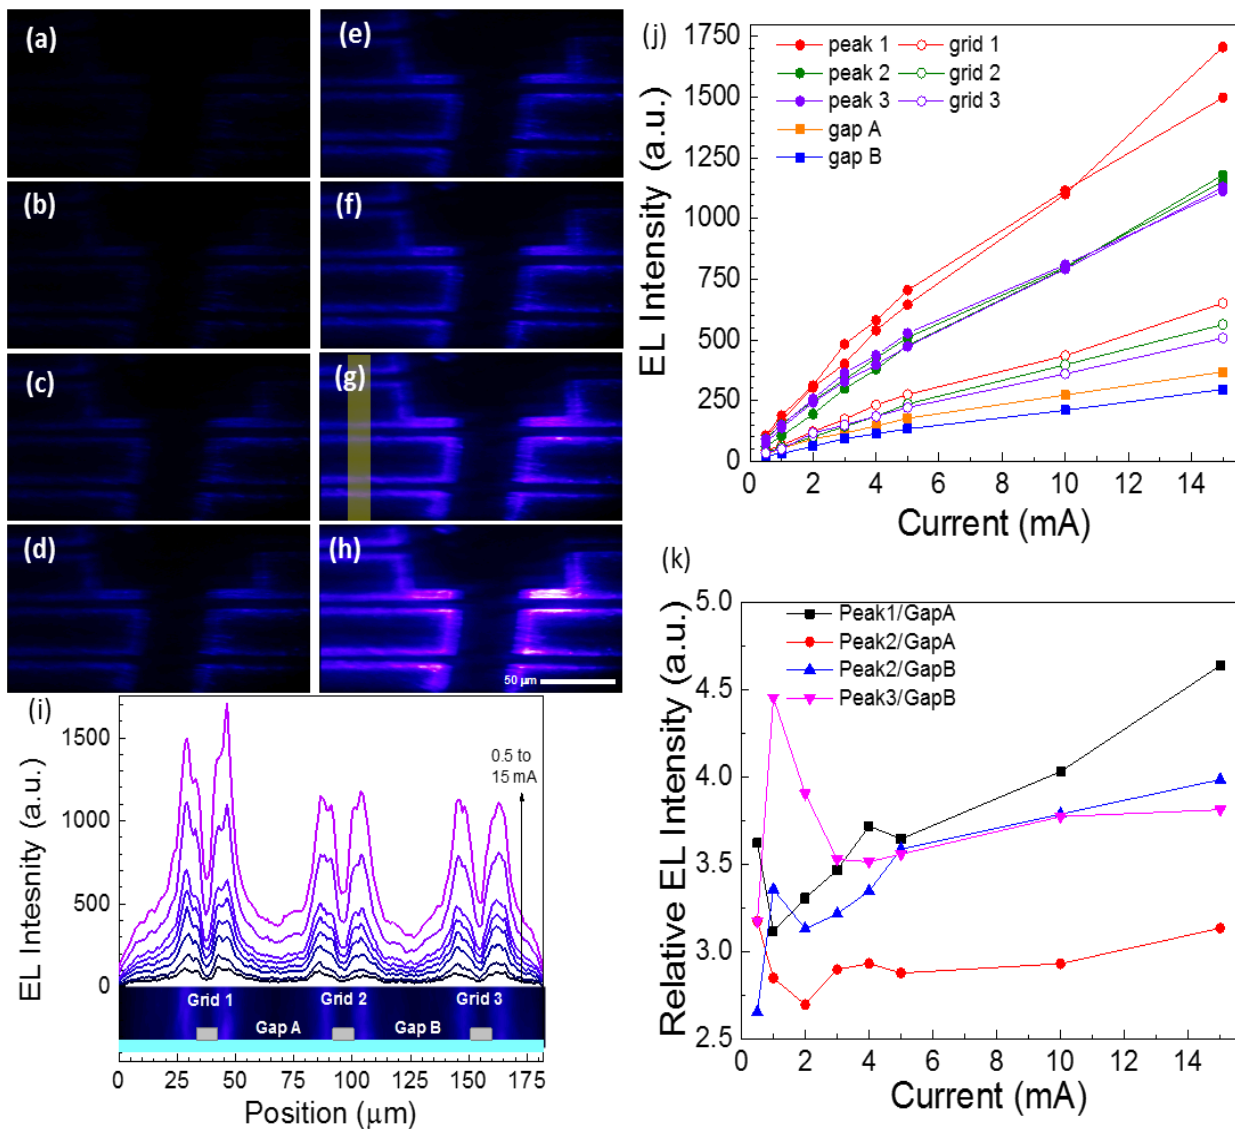 (a)
(b)
(c)
(d)
(e)
(f)
(g)
(h)
50 µm
(i)
EL Intesnity (a.u.)
1500
1000
500
0
0.5 to
15 mA
Grid 1
Grid 2
Grid 3
Gap A
Gap B
0 25 50 75 100 125 150 175
Position (µm)
(j)
EL Intensity (a.u.)
1750
1500
1250
1000
750
500
250
0
peak 1 grid 1
peak 2 grid 2
peak 3 grid 3
gap A
gap B
0 2 4 6 8 10 12 14
Current (mA)
(k)
Relative EL Intensity (a.u.)
5.0
4.5
4.0
3.5
3.0
2.5
Peak1/GapA
Peak2/GapA
Peak2/GapB
Peak3/GapB
0 2 4 6 8 10 12 14
Current (mA)